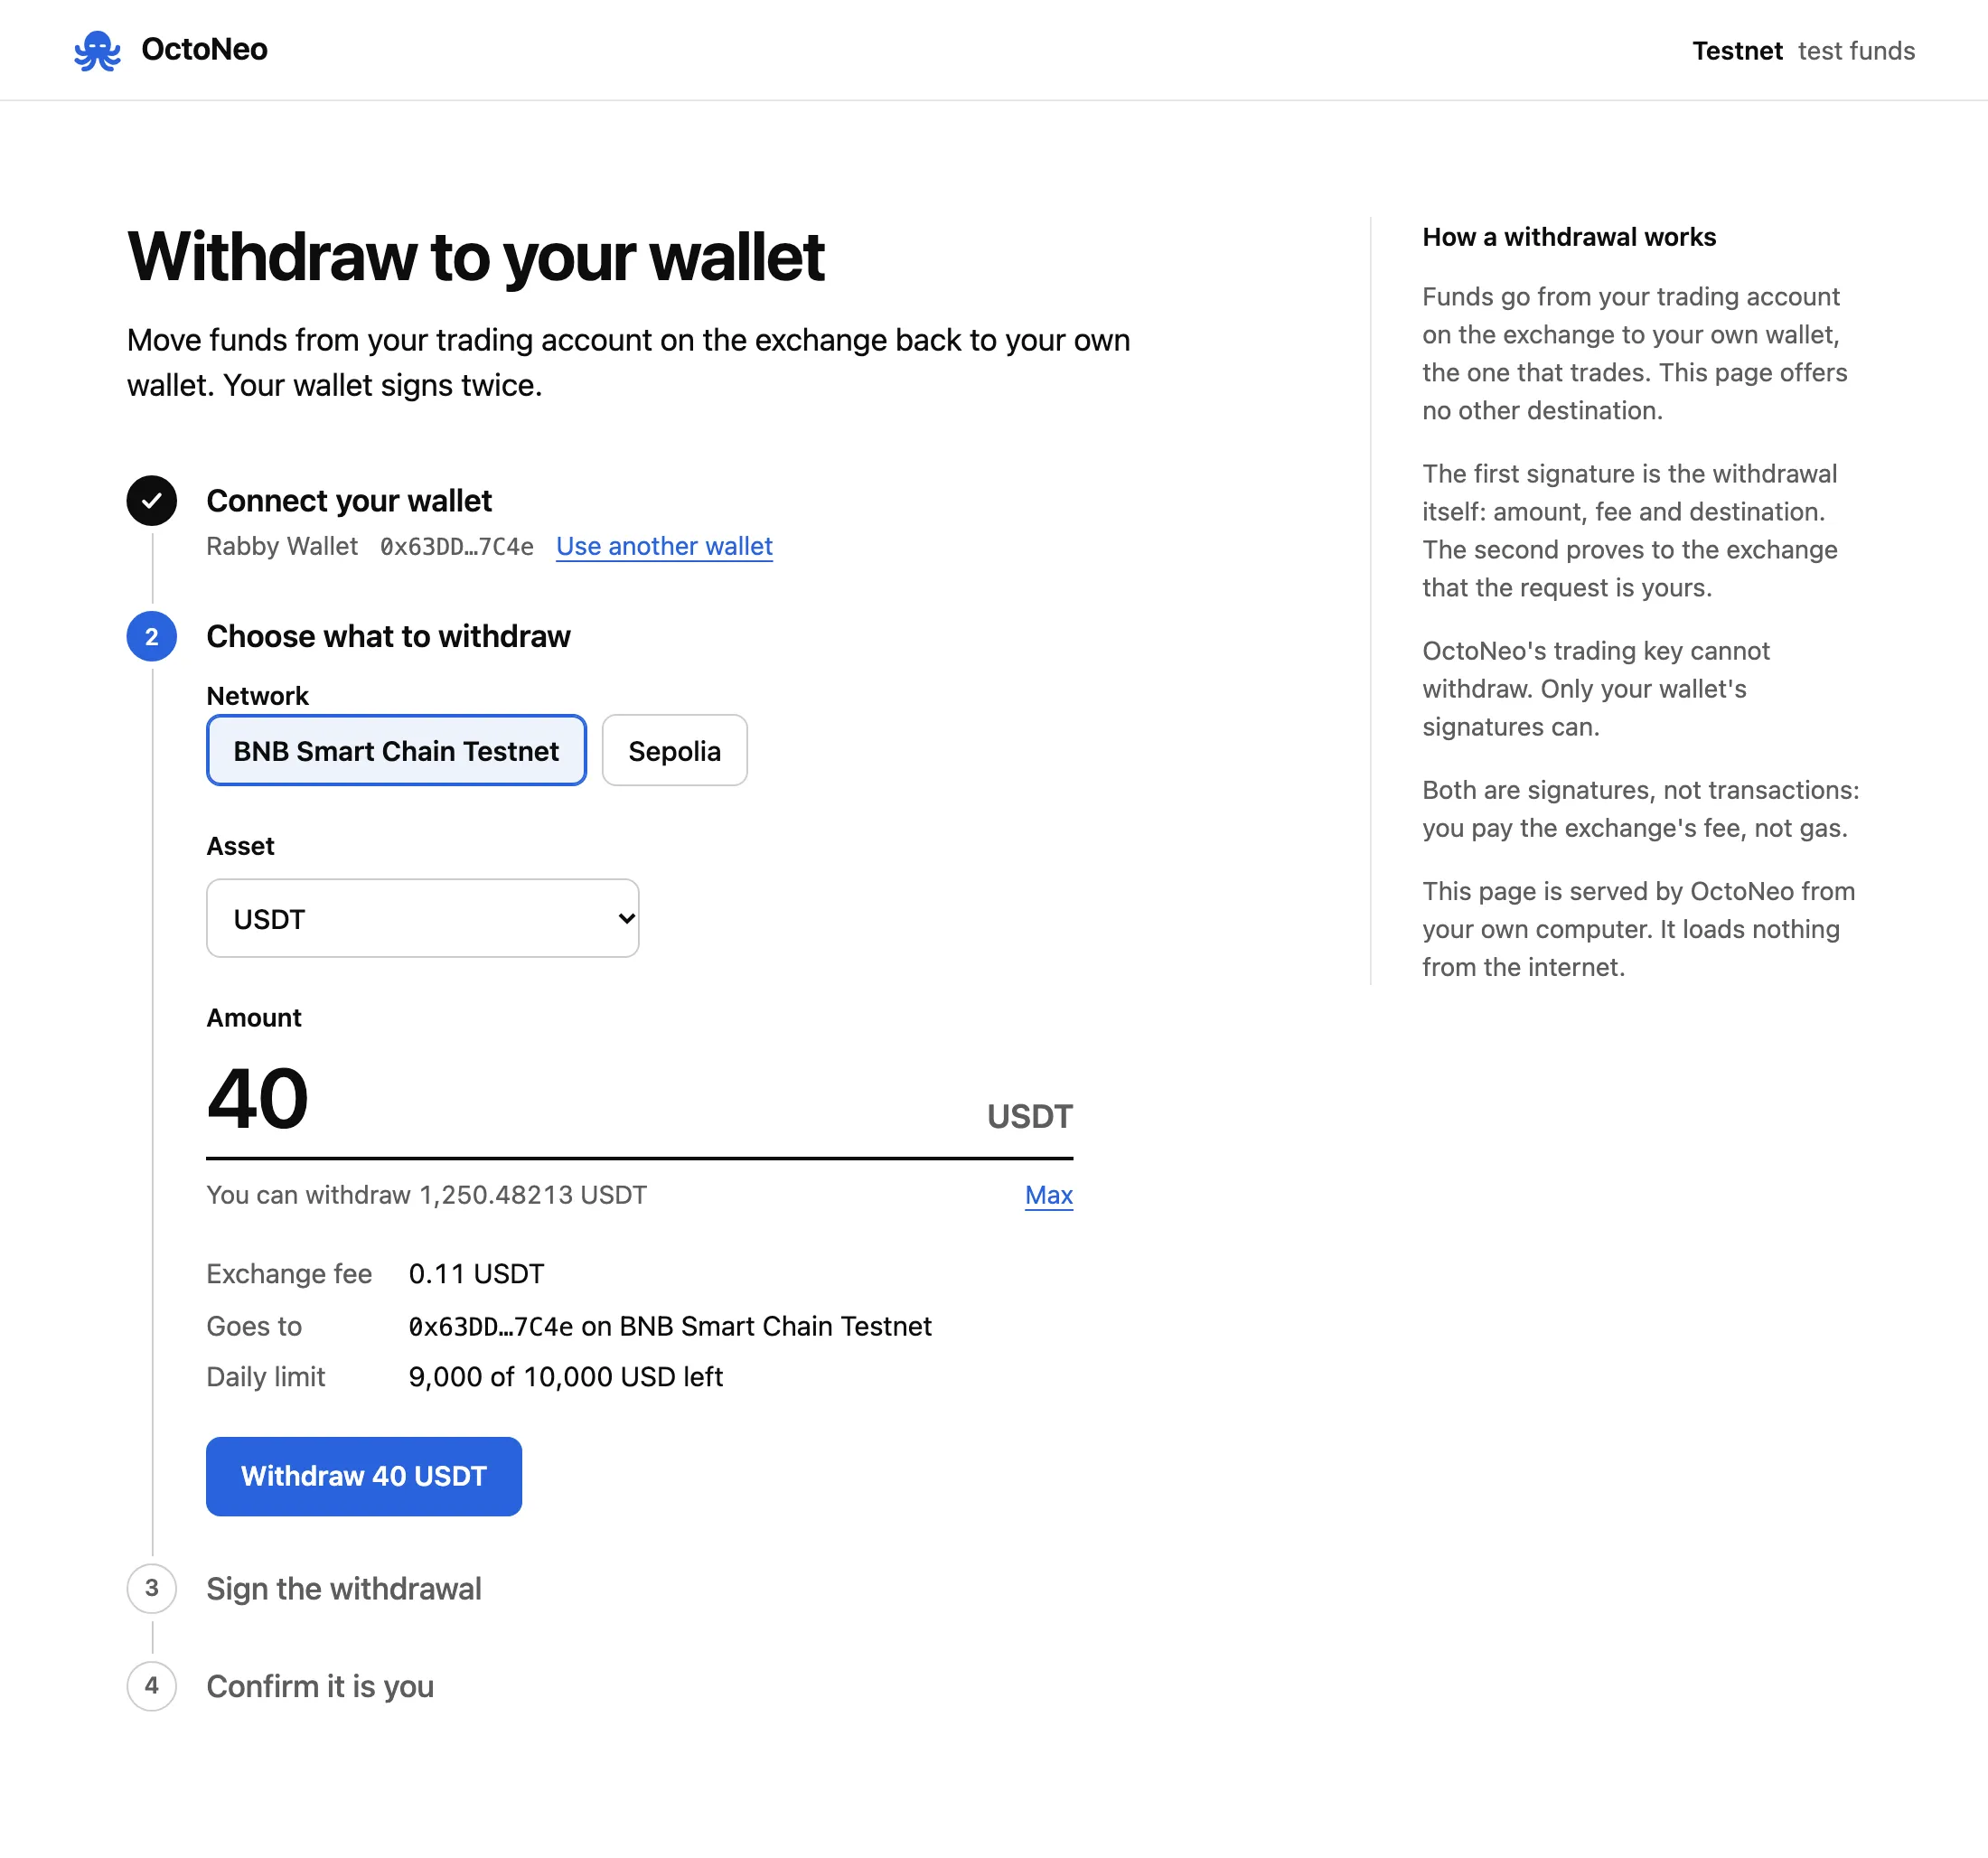 OctoNeo
Testnet test funds
Withdraw to your wallet
Move funds from your trading account on the exchange back to your own
wallet. Your wallet signs twice.
Connect your wallet
Rabby Wallet 0x63DD…7C4e Use another wallet
2 Choose what to withdraw
Network
BNB Smart Chain Testnet
Sepolia
Asset
USDT
Amount
40 USDT
You can withdraw 1,250.48213 USDT Max
Exchange fee 0.11 USDT
Goes to 0x63DD…7C4e on BNB Smart Chain Testnet
Daily limit 9,000 of 10,000 USD left
Withdraw 40 USDT
3 Sign the withdrawal
4 Confirm it is you
How a withdrawal works
Funds go from your trading account
on the exchange to your own wallet,
the one that trades. This page offers
no other destination.
The first signature is the withdrawal
itself: amount, fee and destination.
The second proves to the exchange
that the request is yours.
OctoNeo's trading key cannot
withdraw. Only your wallet's
signatures can.
Both are signatures, not transactions:
you pay the exchange's fee, not gas.
This page is served by OctoNeo from
your own computer. It loads nothing
from the internet.